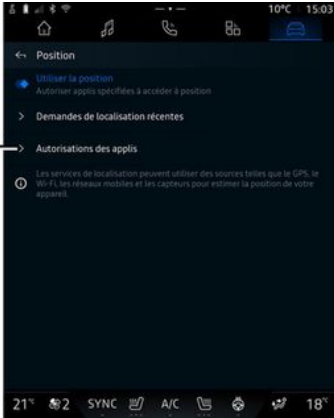 10°C 15:03
Position
Utiliser la position
Autoriser applis spécifiées à accéder à position
Demandes de localisation récentes
Autorisations des applis
Les services de localisation peuvent utiliser des sources telles que le GPS, le
Wi-Fi, les réseaux mobiles et les capteurs pour estimer la position de votre
appareil.
21°C 2 SYNC A/C 18°